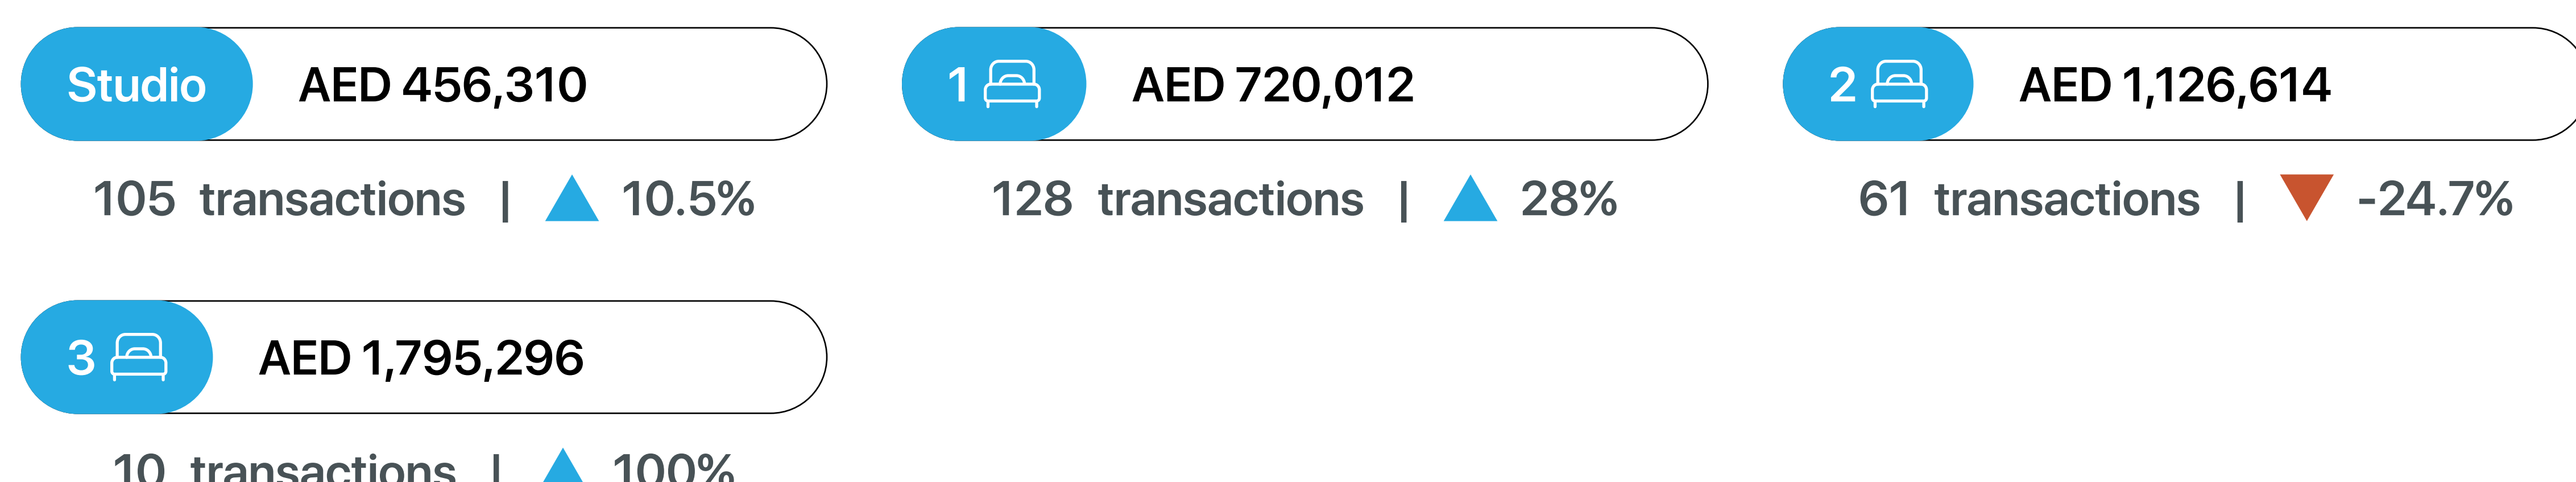 Studio AED 456,310
105 transactions | ▲ 10.5%
1 AED 720,012
128 transactions | ▲ 28%
2 AED 1,126,614
61 transactions | ▼ -24.7%
3 AED 1,795,296
10 transactions | ▲ 100%